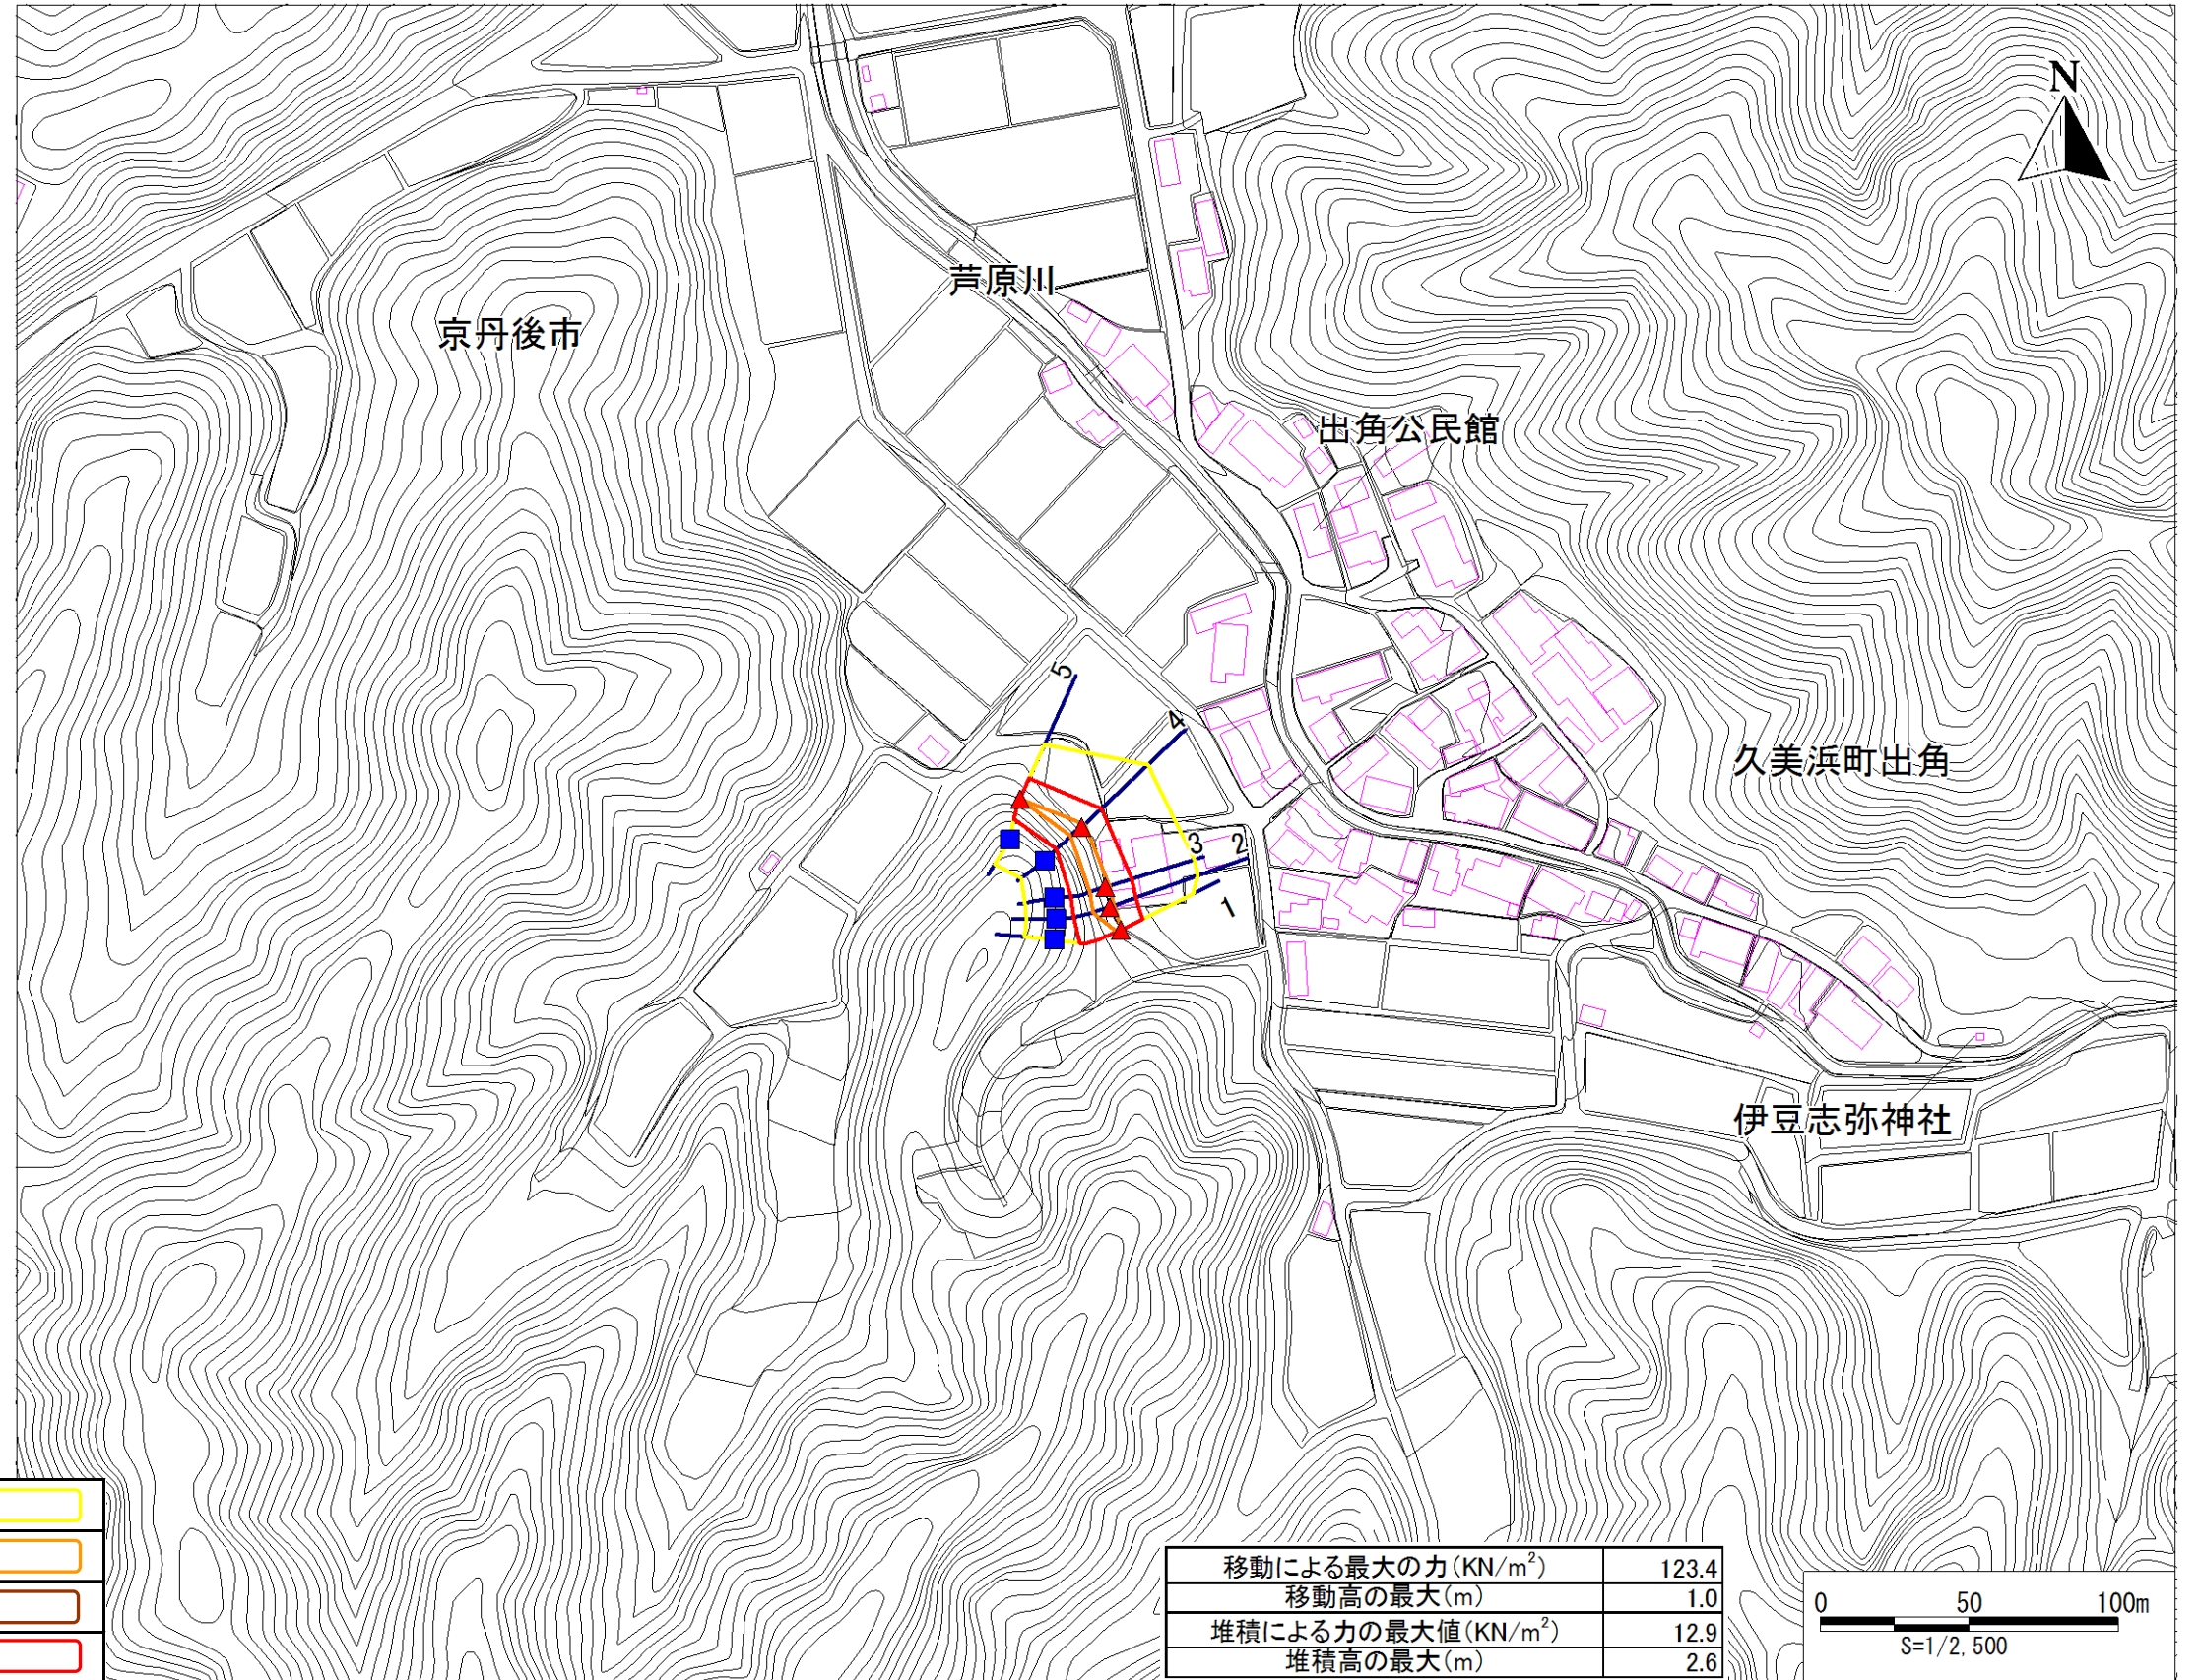 N
芦原川
京丹後市
出角公民館
5
4
久美浜町出角
3
2
1
伊豆志弥神社
移動による最大の力(KN/m²) 123.4
移動高の最大(m) 1.0
堆積による力の最大値(KN/m²) 12.9
堆積高の最大(m) 2.6
0 50 100m
S=1/2,500